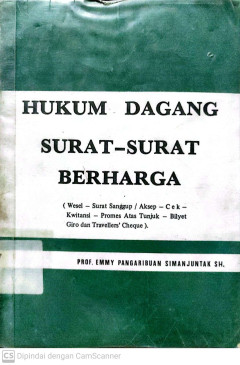 HUKUM DAGANG
SURAT-SURAT
BERHARGA
( Wesel – Surat Sanggup / Aksep – C e k –
Kwitansi – Promes Atas Tunjuk – Bilyet
Giro dan Travellers' Cheque ).
PROF. EMMY PANGARIBUAN SIMANJUNTAK SH.
CS Dipindai dengan CamScanner